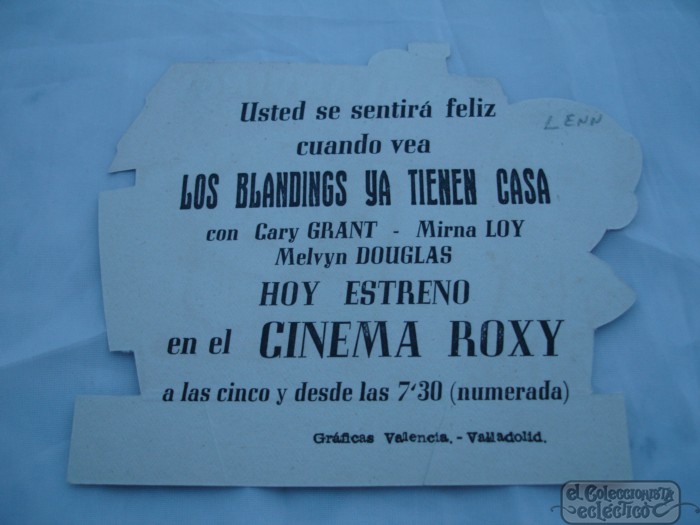 Usted se sentirá feliz
LENN
cuando vea
LOS BLANDINGS YA TIENEN CASA
con Cary GRANT - Mirna LOY
Melvyn DOUGLAS
HOY ESTRENO
en el CINEMA ROXY
a las cinco y desde las 7'30 (numerada)
Gráficas Valencia. - Valladolid.
el Coleccionista
ecléctico